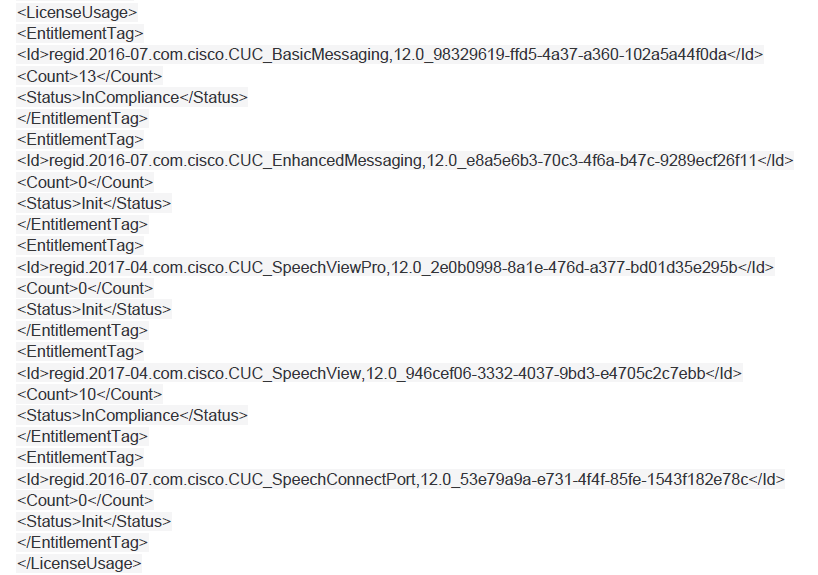 <LicenseUsage>
<EntitlementTag>
<Id>regid.2016-07.com.cisco.CUC_BasicMessaging,12.0_98329619-ffd5-4a37-a360-102a5a44f0da</Id>
<Count>13</Count>
<Status>InCompliance</Status>
</EntitlementTag>
<EntitlementTag>
<Id>regid.2016-07.com.cisco.CUC_EnhancedMessaging,12.0_e8a5e6b3-70c3-4f6a-b47c-9289ecf26f11</Id>
<Count>0</Count>
<Status>Init</Status>
</EntitlementTag>
<EntitlementTag>
<Id>regid.2017-04.com.cisco.CUC_SpeechViewPro,12.0_2e0b0998-8a1e-476d-a377-bd01d35e295b</Id>
<Count>0</Count>
<Status>Init</Status>
</EntitlementTag>
<EntitlementTag>
<Id>regid.2017-04.com.cisco.CUC_SpeechView,12.0_946cef06-3332-4037-9bd3-e4705c2c7ebb</Id>
<Count>10</Count>
<Status>InCompliance</Status>
</EntitlementTag>
<EntitlementTag>
<Id>regid.2016-07.com.cisco.CUC_SpeechConnectPort,12.0_53e79a9a-e731-4f4f-85fe-1543f182e78c</Id>
<Count>0</Count>
<Status>Init</Status>
</EntitlementTag>
</LicenseUsage>